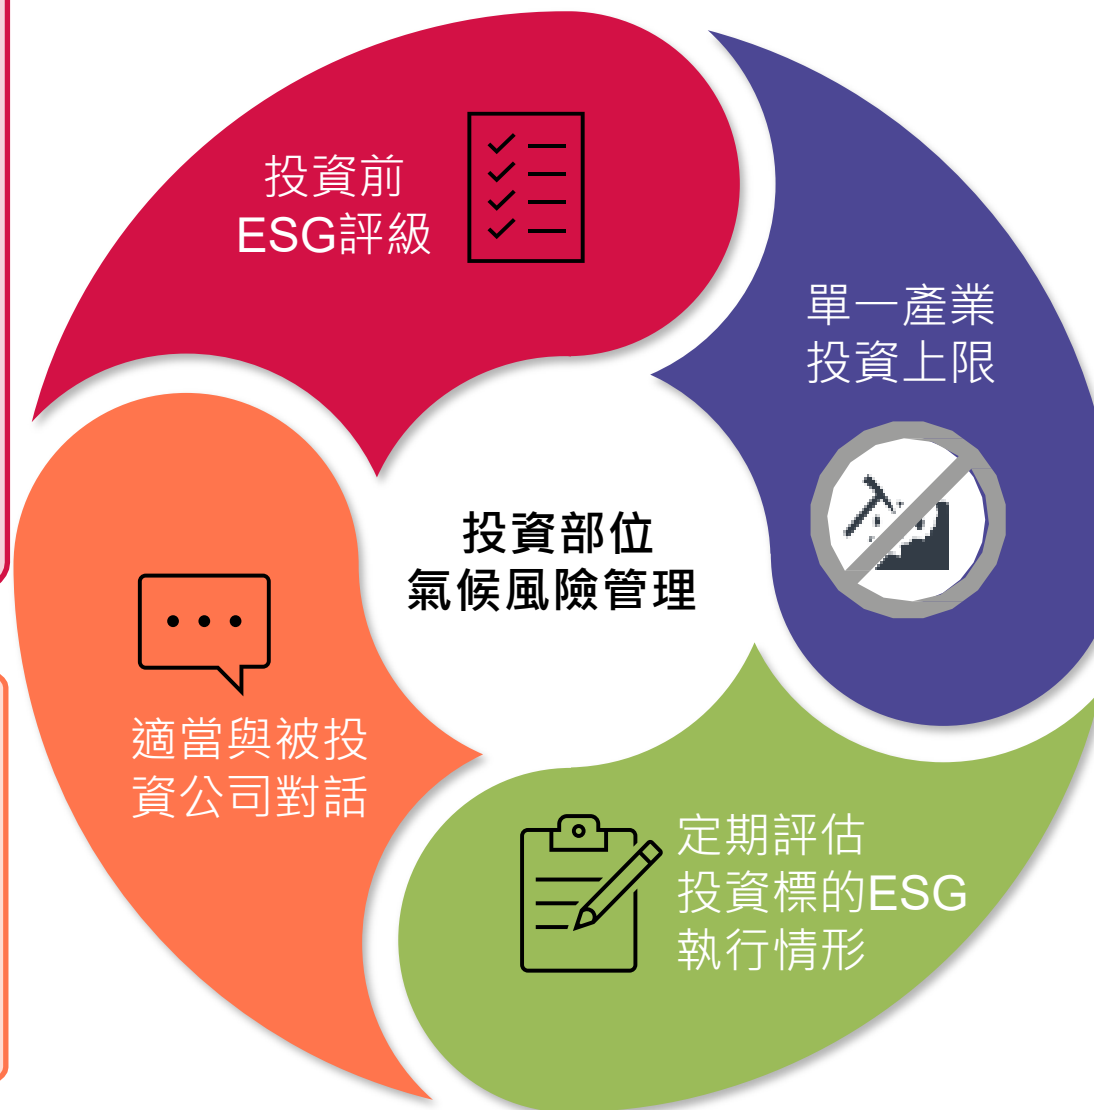 投資前
ESG評級
單一產業
投資上限
投資部位
氣候風險管理
適當與被投
資公司對話
定期評估
投資標的ESG
執行情形